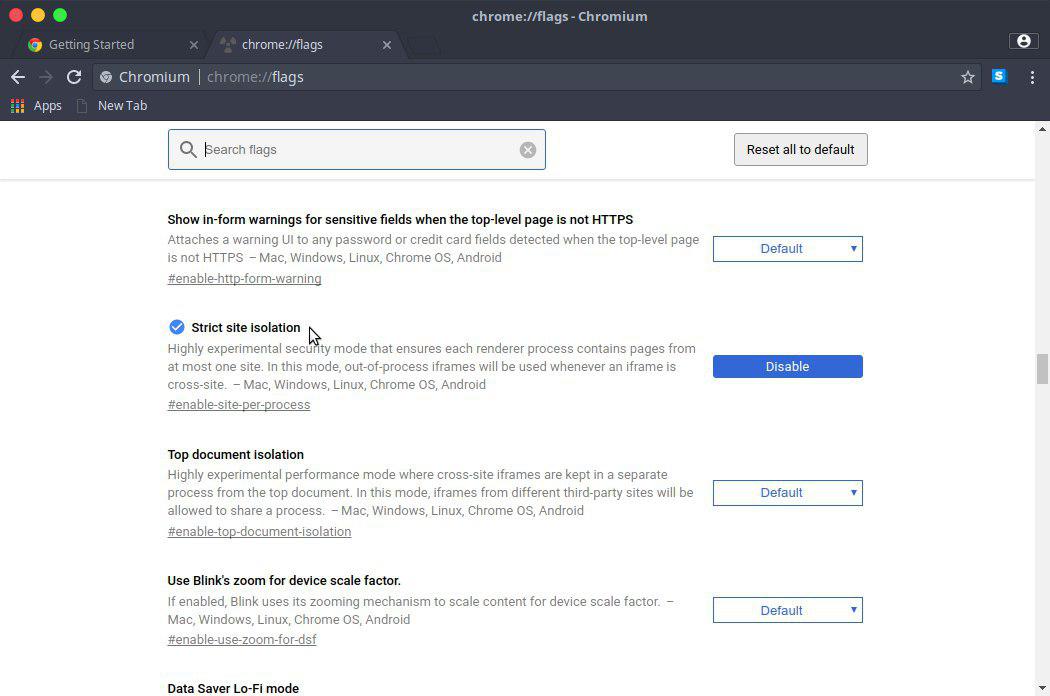 chrome://flags - Chromium
Getting Started
chrome://flags
Chromium | chrome://flags
S
Apps New Tab
Search flags
Reset all to default
Show in-form warnings for sensitive fields when the top-level page is not HTTPS
Attaches a warning UI to any password or credit card fields detected when the top-level page
is not HTTPS – Mac, Windows, Linux, Chrome OS, Android
#enable-http-form-warning
Default
Strict site isolation
Highly experimental security mode that ensures each renderer process contains pages from
at most one site. In this mode, out-of-process iframes will be used whenever an iframe is
cross-site. – Mac, Windows, Linux, Chrome OS, Android
#enable-site-per-process
Disable
Top document isolation
Highly experimental performance mode where cross-site iframes are kept in a separate
process from the top document. In this mode, iframes from different third-party sites will be
allowed to share a process. – Mac, Windows, Linux, Chrome OS, Android
#enable-top-document-isolation
Default
Use Blink's zoom for device scale factor.
If enabled, Blink uses its zooming mechanism to scale content for device scale factor. –
Mac, Windows, Linux, Chrome OS, Android
#enable-use-zoom-for-dsf
Default
Data Saver Lo-Fi mode